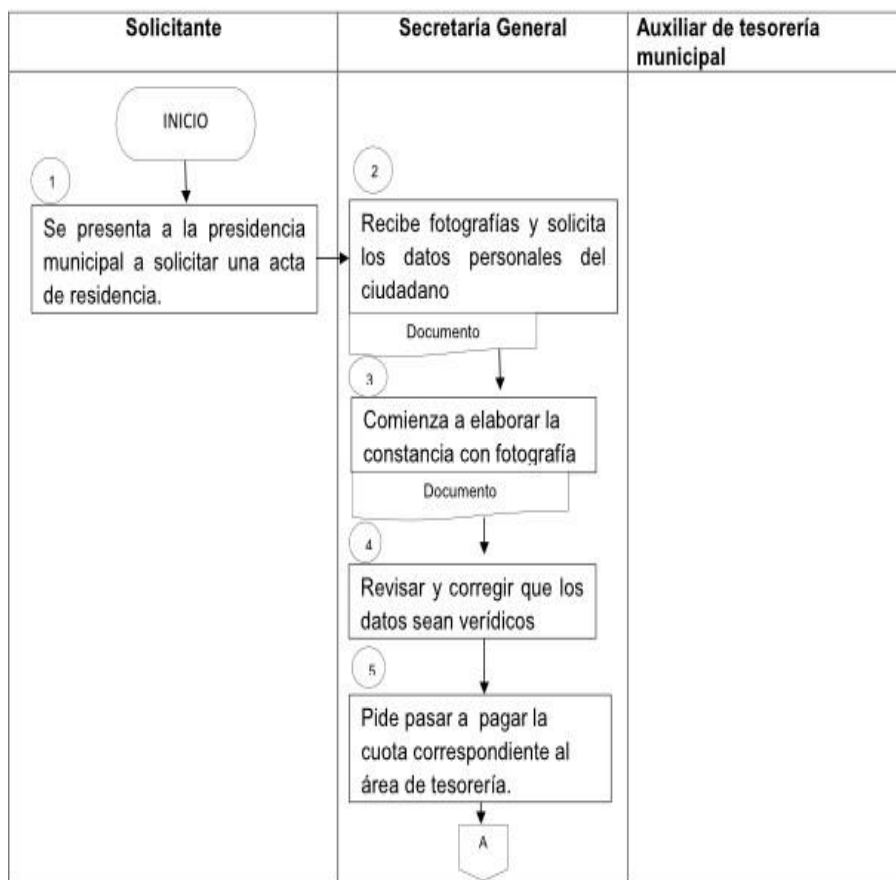 Solicitante
Secretaría General
Auxiliar de tesorería
municipal
INICIO
1
Se presenta a la presidencia
municipal a solicitar una acta
de residencia.
2
Recibe fotografías y solicita
los datos personales del
ciudadano
Documento
3
Comienza a elaborar la
constancia con fotografía
Documento
4
Revisar y corregir que los
datos sean verídicos
5
Pide pasar a pagar la
cuota correspondiente al
área de tesorería.
A